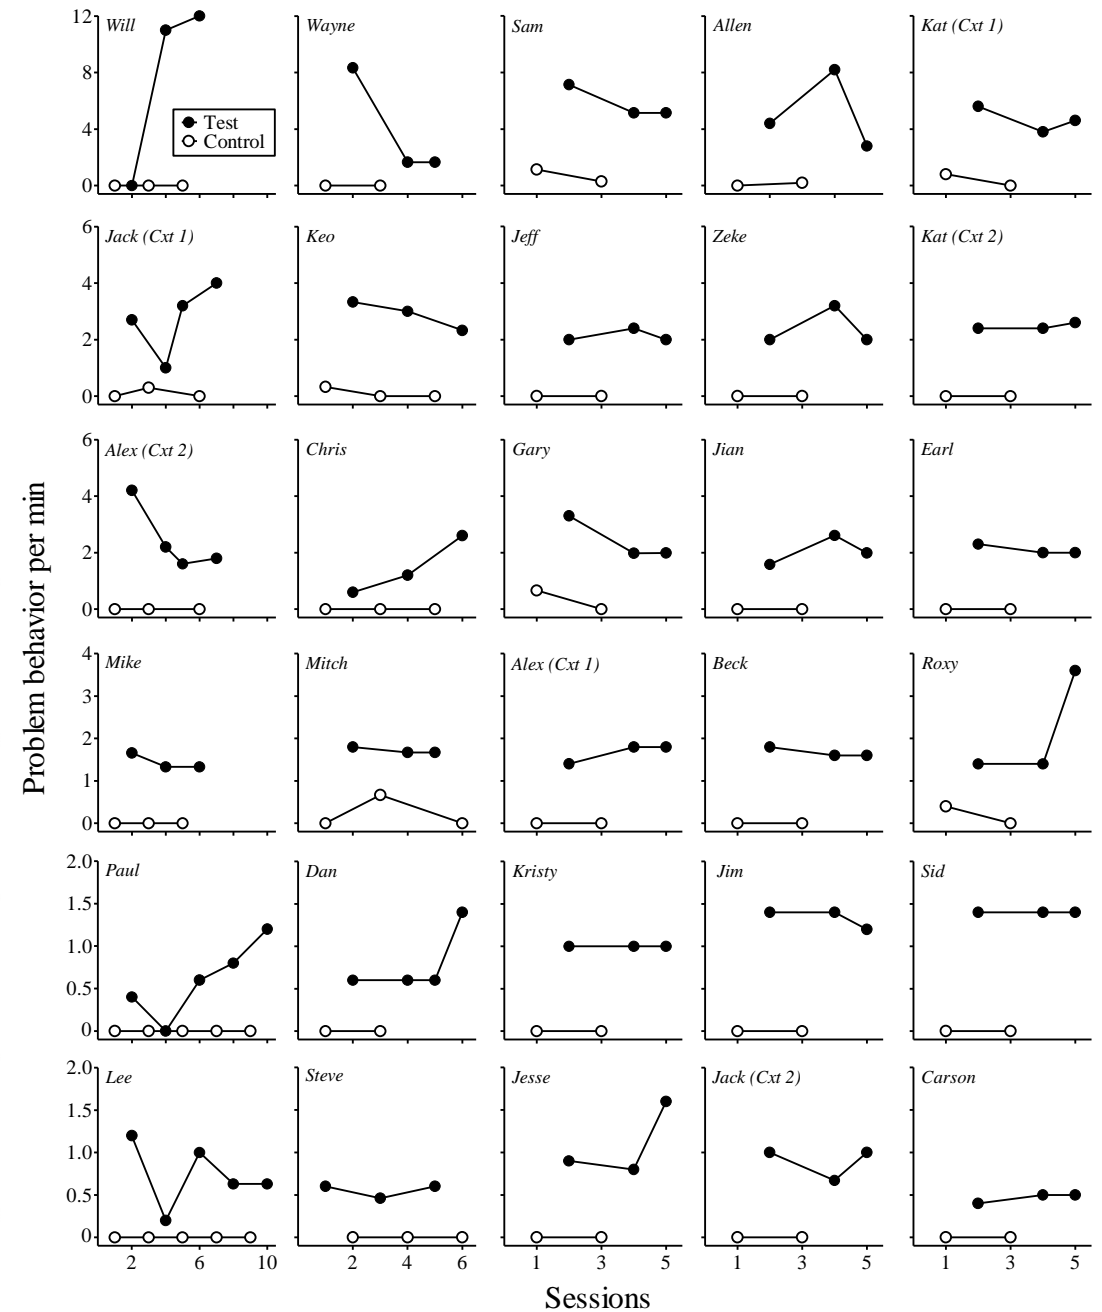 Will
Wayne
Sam
Allen
Kat (Cxt 1)
12
8
4
0
Test
Control
Jack (Cxt 1)
Keo
Jeff
Zeke
Kat (Cxt 2)
6
4
2
0
Alex (Cxt 2)
Chris
Gary
Jian
Earl
6
4
2
0
Problem behavior per min
Mike
Mitch
Alex (Cxt 1)
Beck
Roxy
4
3
2
1
0
Paul
Dan
Kristy
Jim
Sid
2.0
1.5
1.0
0.5
0
Lee
Steve
Jesse
Jack (Cxt 2)
Carson
2.0
1.5
1.0
0.5
0
2 6 10
2 4 6
1 3 5
1 3 5
1 3 5
Sessions